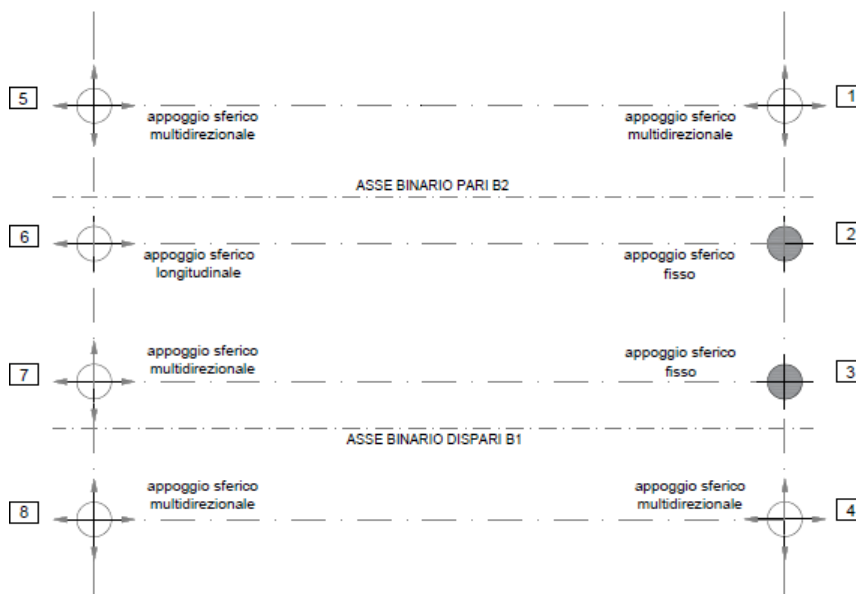 5
appoggio sferico
multidirezionale
appoggio sferico
multidirezionale
1
ASSE BINARIO PARI B2
6
appoggio sferico
longitudinale
appoggio sferico
fisso
2
7
appoggio sferico
multidirezionale
appoggio sferico
fisso
3
ASSE BINARIO DISPARI B1
8
appoggio sferico
multidirezionale
appoggio sferico
multidirezionale
4